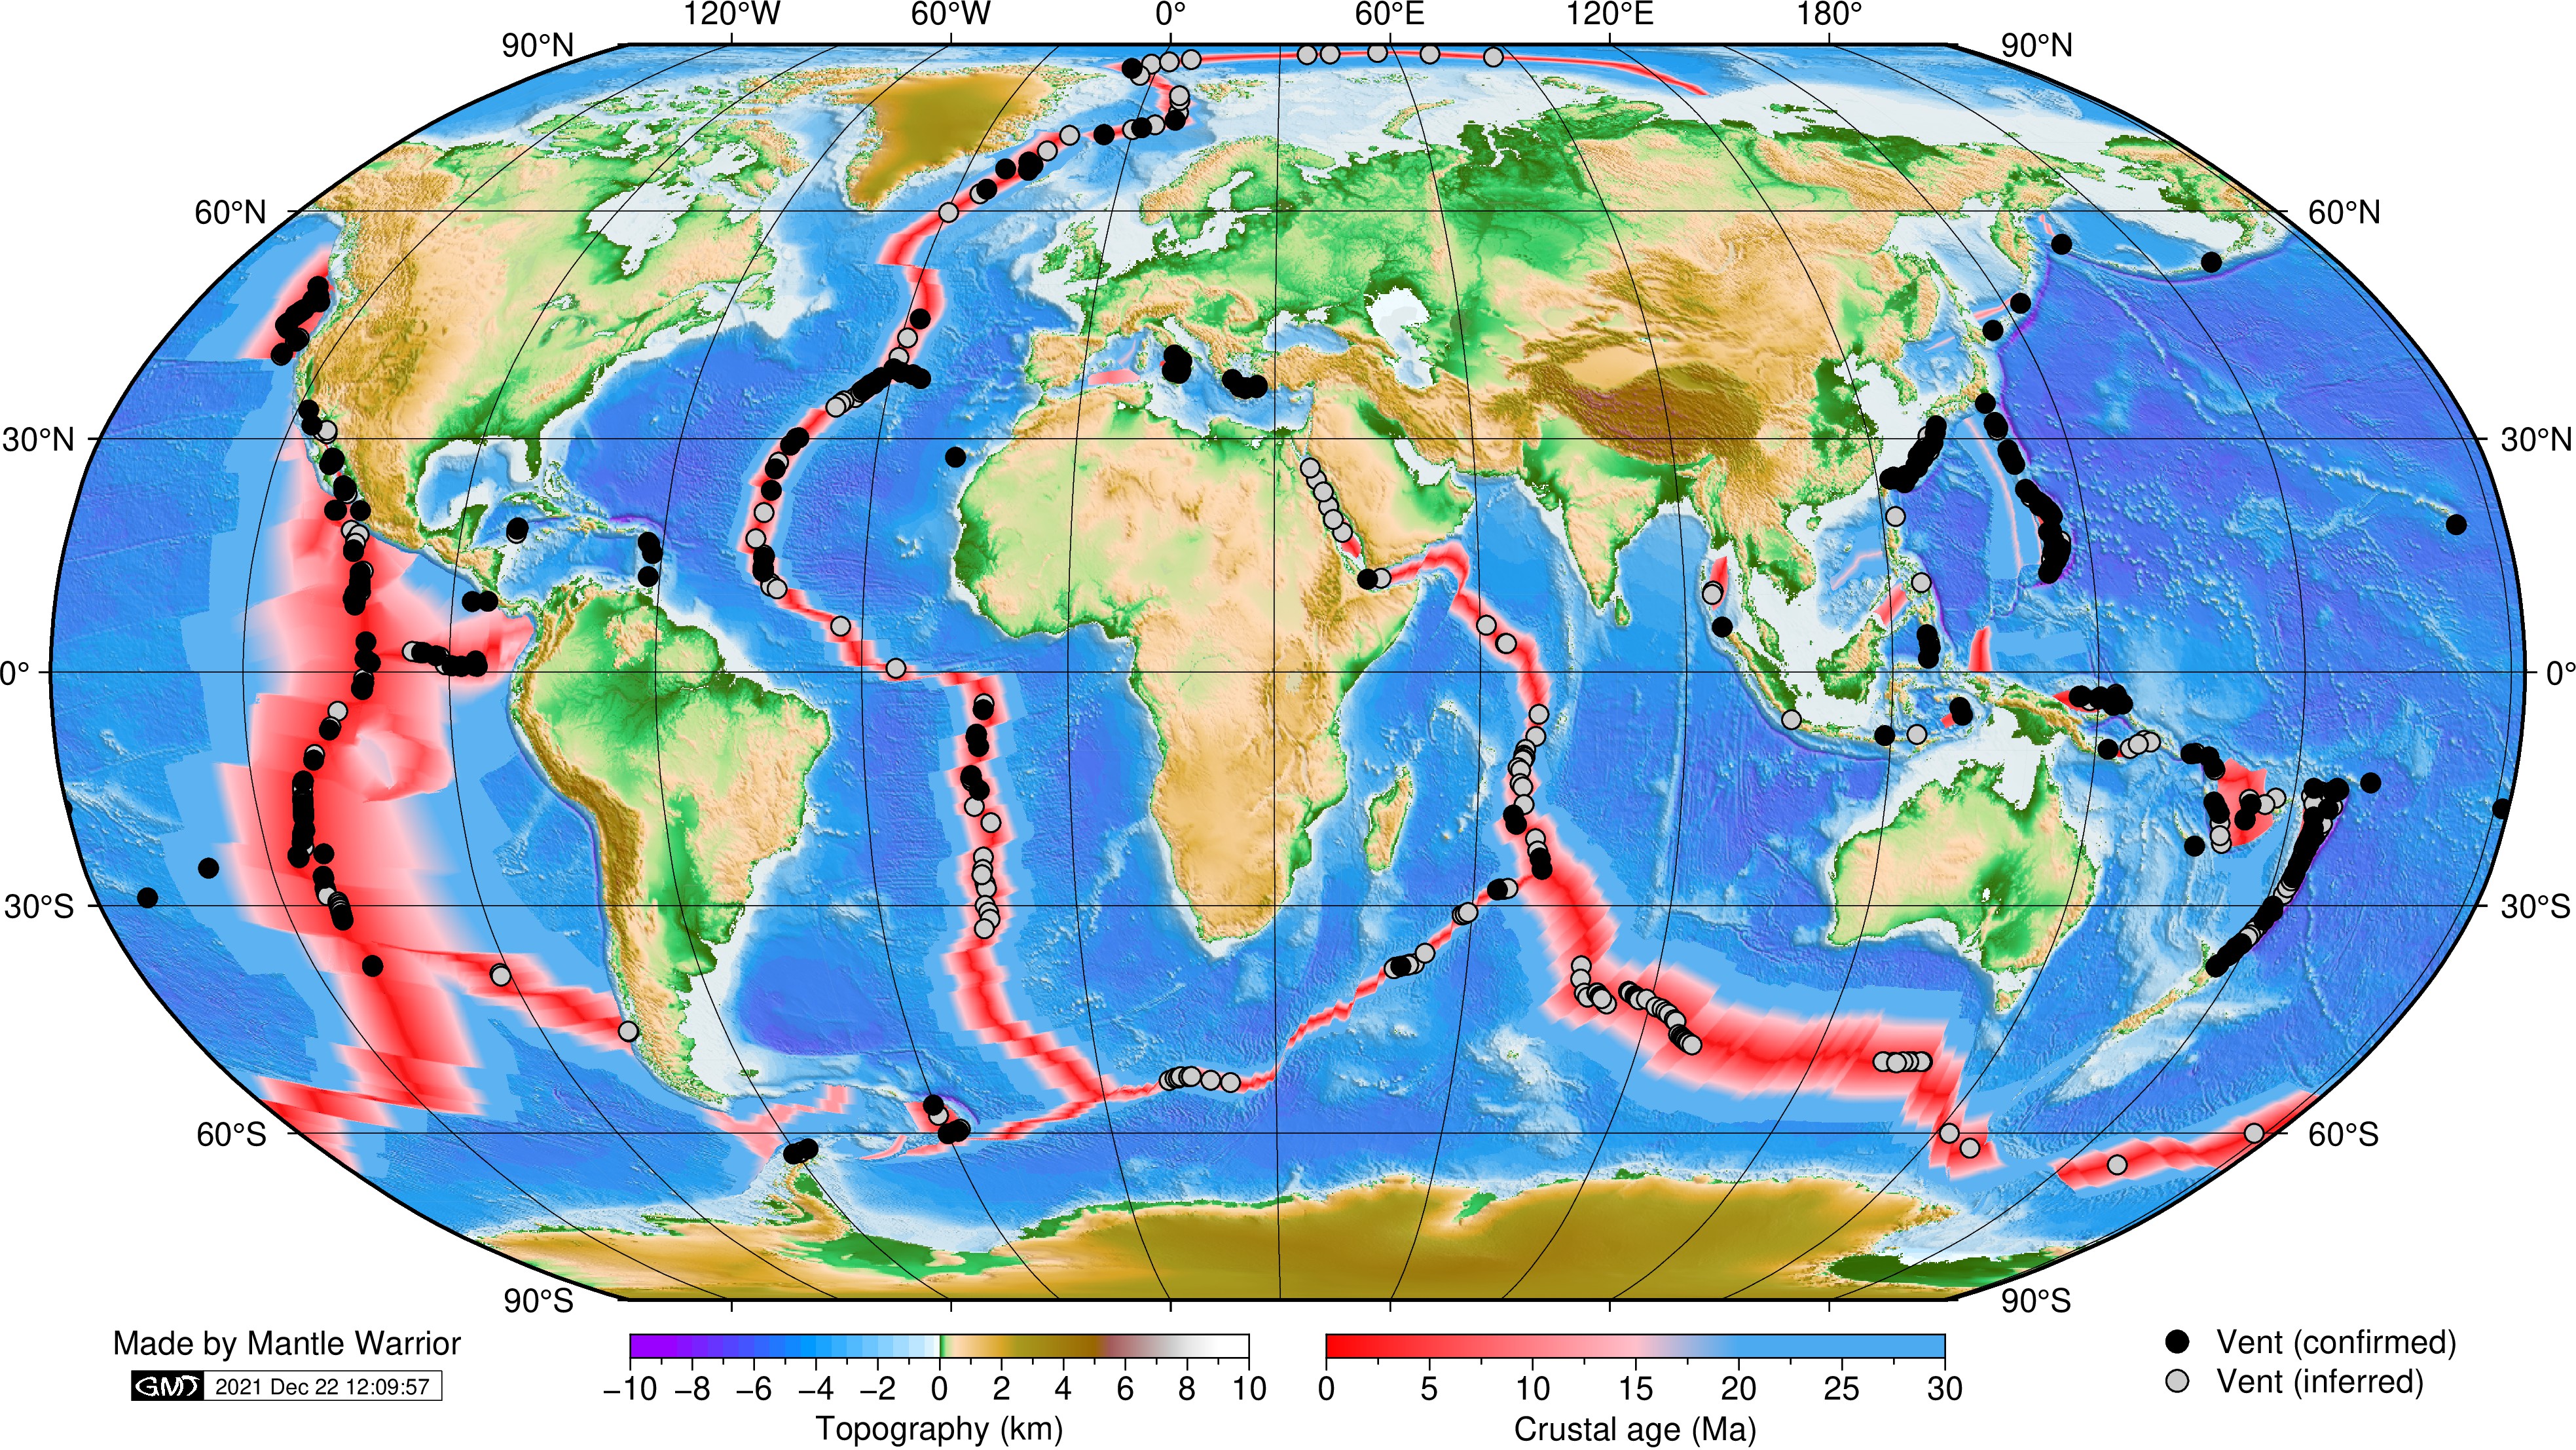 120°W 60°W 0° 60°E 120°E 180°
90°N 90°N
60°N 60°N
30°N 30°N
0° 0°
30°S 30°S
60°S 60°S
90°S 90°S
Made by Mantle Warrior
GMT 2021 Dec 22 12:09:57
−10 −8 −6 −4 −2 0 2 4 6 8 10
Topography (km)
0 5 10 15 20 25 30
Crustal age (Ma)
Vent (confirmed)
Vent (inferred)